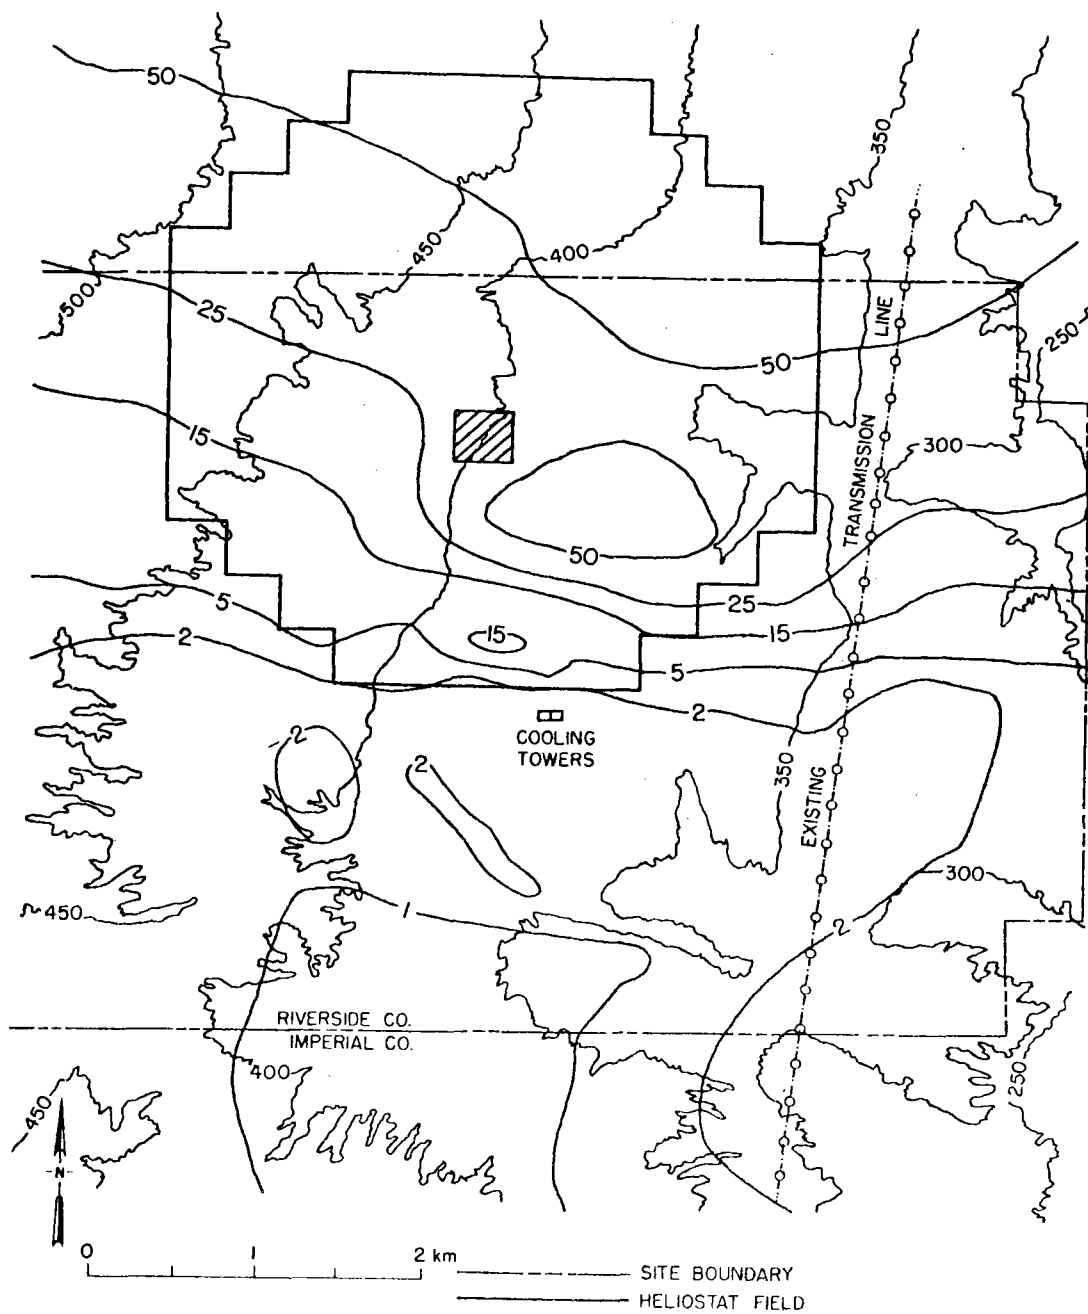 50
350
450
400
500
25
LINE
250
50
15
300
TRANSMISSION
50
25
5
15
15
2
5
2
COOLING
TOWERS
2
2
350
EXISTING
300
450
1
2
RIVERSIDE CO.
IMPERIAL CO.
400
250
450
N
0 1 2 km
SITE BOUNDARY
HELIOSTAT FIELD